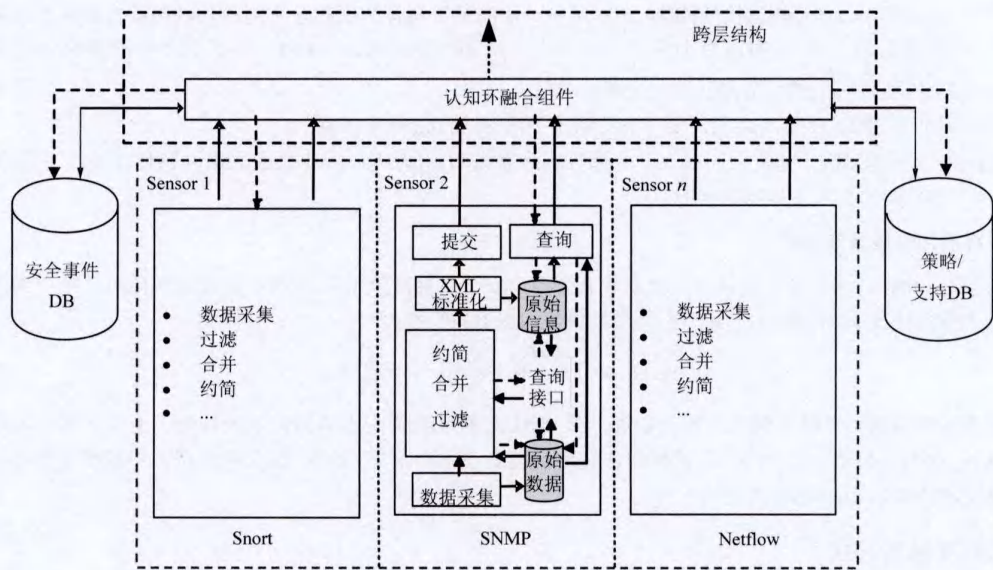 跨层结构
认知环融合组件
Sensor 1
Sensor 2
Sensor n
安全事件
DB
策略/
支持DB
数据采集
过滤
合并
约简
...
Snort
提交
查询
XML
标准化
原始
信息
约简
合并
过滤
查询
接口
原始
数据
数据采集
SNMP
数据采集
过滤
合并
约简
...
Netflow